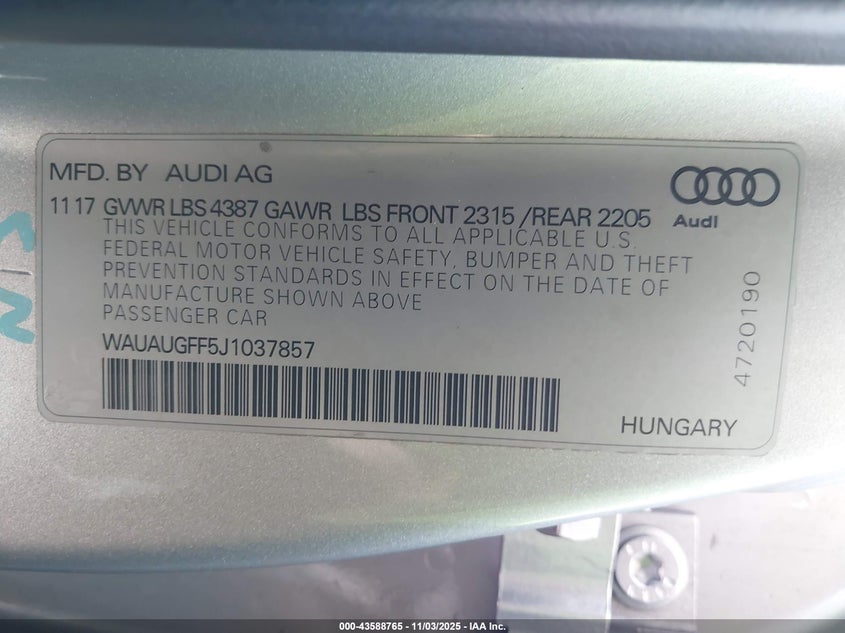 MFD. BY AUDI AG
Audi
11 17 GVWR LBS 4387 GAWR LBS FRONT 2315 /REAR 2205
THIS VEHICLE CONFORMS TO ALL APPLICABLE U.S.
FEDERAL MOTOR VEHICLE SAFETY, BUMPER AND THEFT
PREVENTION STANDARDS IN EFFECT ON THE DATE OF
MANUFACTURE SHOWN ABOVE
PASSENGER CAR
WAUAUGFF5J1037857
4720190
HUNGARY
000-43588765 - 11/03/2025 - IAA Inc.